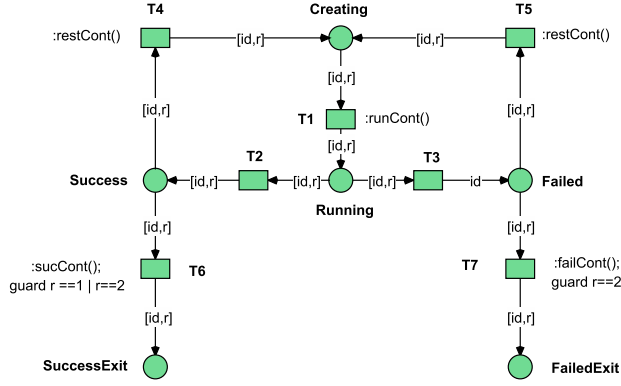 T4
Creating
T5
:restCont()
[id,r]
[id,r]
:restCont()
[id,r]
[id,r]
[id,r]
T1
:runCont()
[id,r]
T2
T3
Success
[id,r]
[id,r]
[id,r]
id
Failed
Running
[id,r]
[id,r]
:sucCont();
guard r ==1 | r==2
T6
T7
:failCont();
guard r==2
[id,r]
[id,r]
SuccessExit
FailedExit